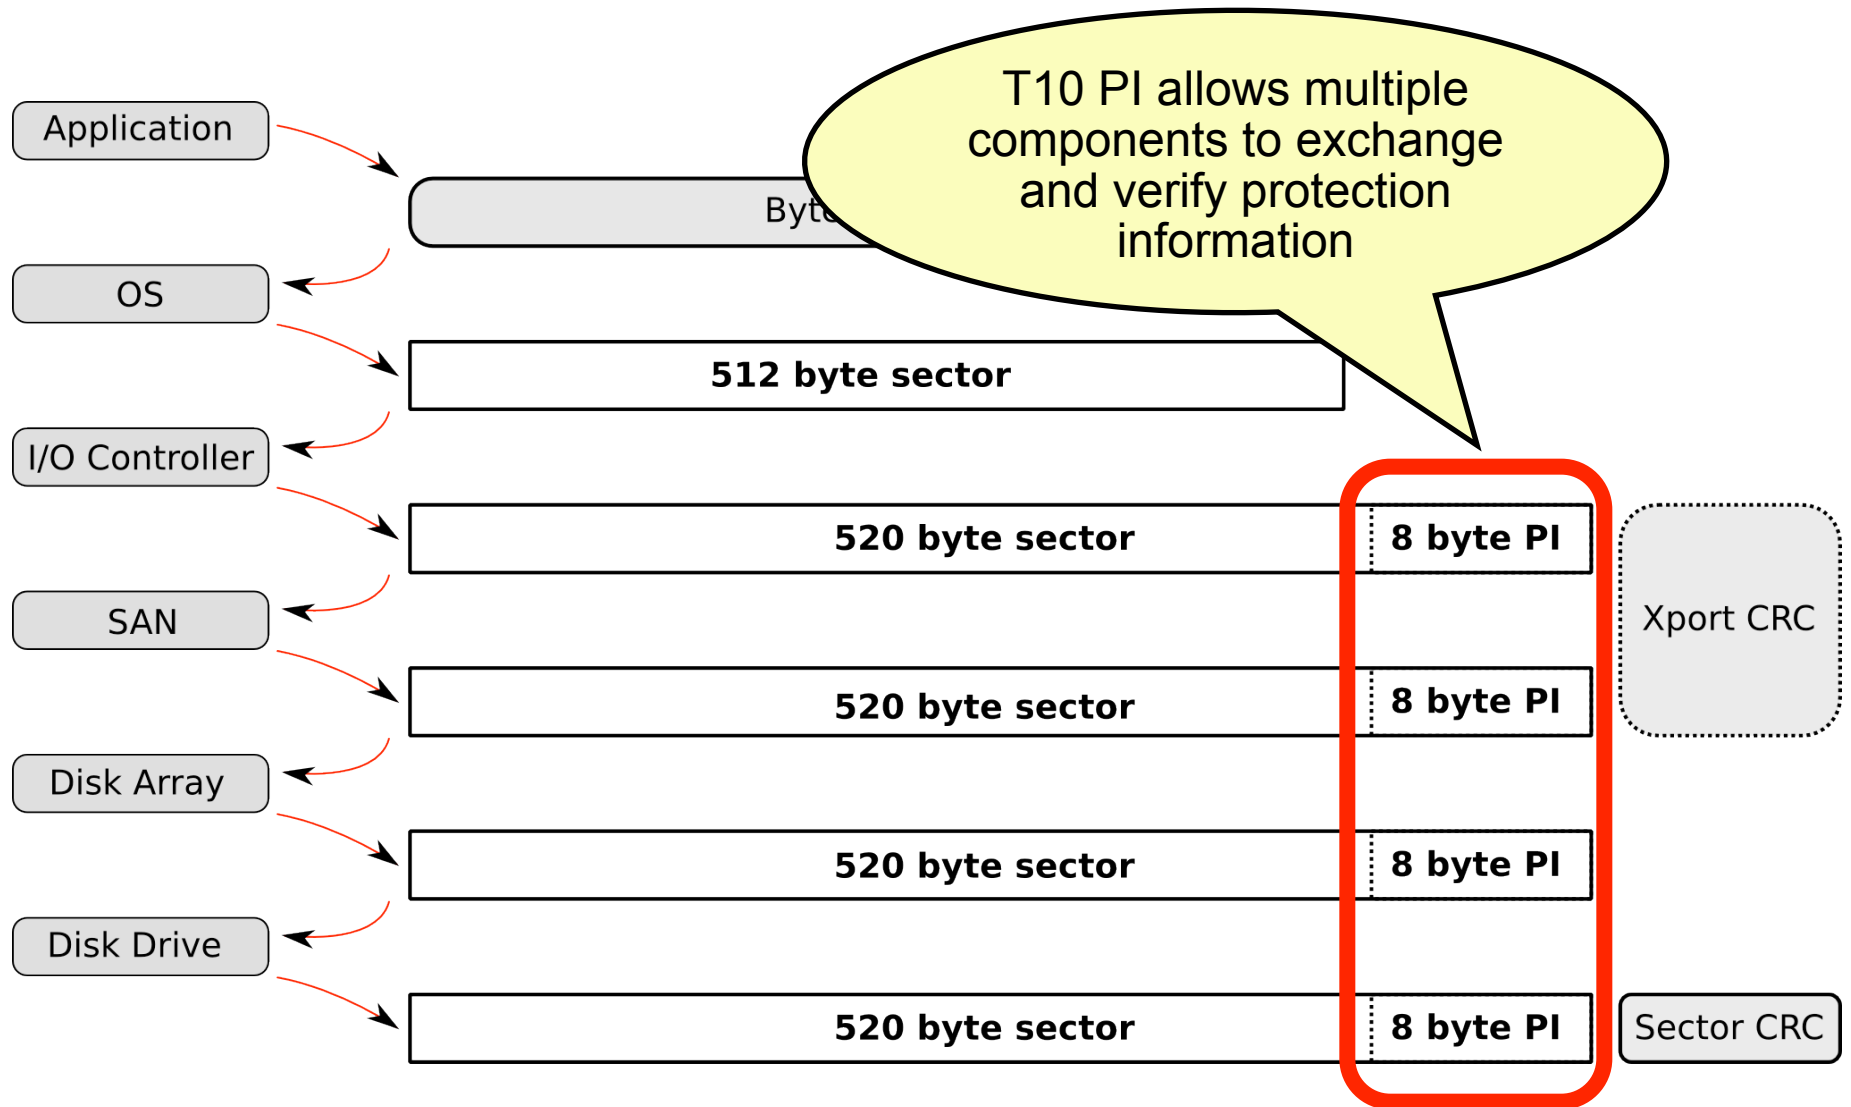 T10 PI allows multiple
components to exchange
and verify protection
information
Application
OS
512 byte sector
I/O Controller
520 byte sector 8 byte PI
Xport CRC
SAN
520 byte sector 8 byte PI
Disk Array
520 byte sector 8 byte PI
Disk Drive
520 byte sector 8 byte PI
Sector CRC